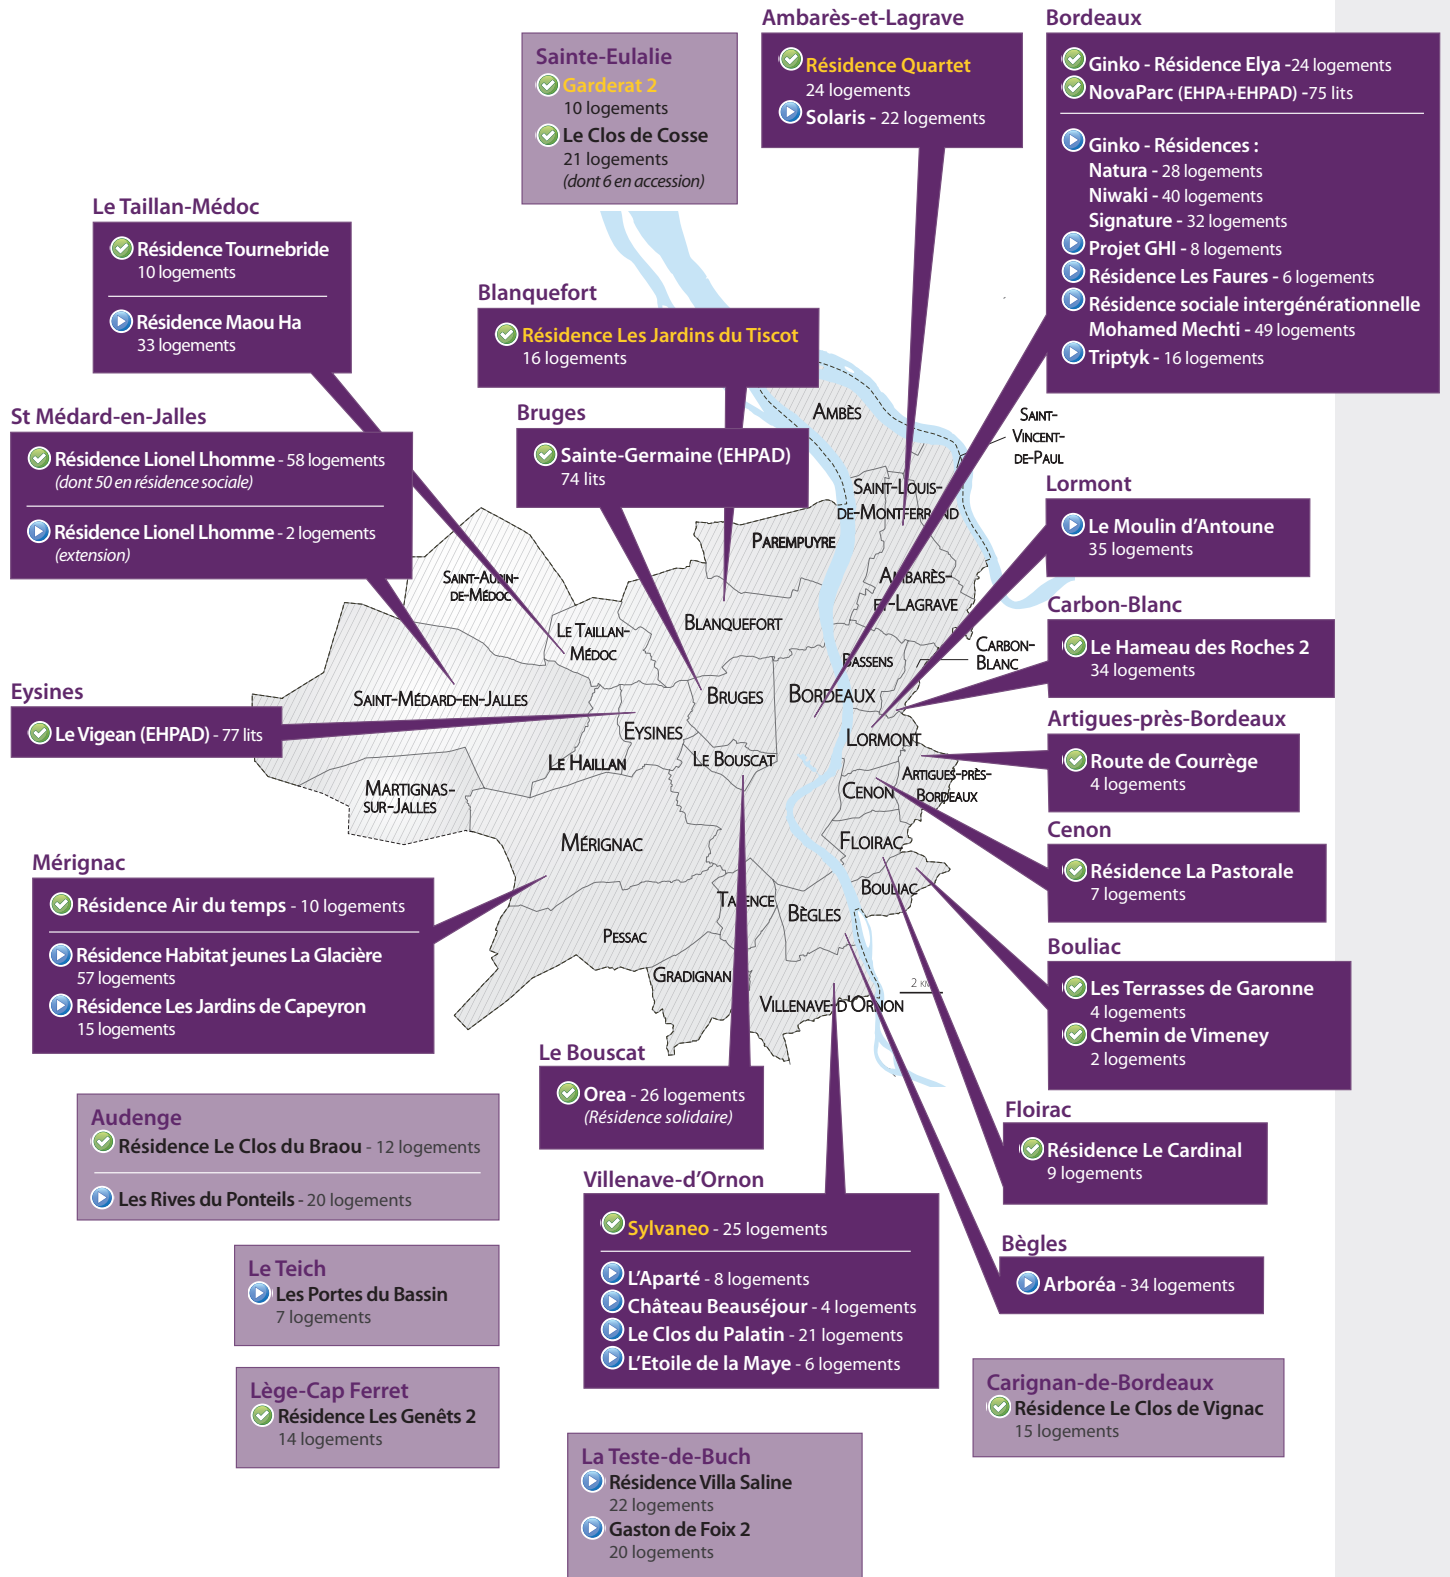 Ambarès-et-Lagrave
Résidence Quartet
24 logements
Solaris - 22 logements
Bordeaux
Ginko - Résidence Elya -24 logements
NovaParc (EHPA+EHPAD) -75 lits
Ginko - Résidences :
Natura - 28 logements
Niwaki - 40 logements
Signature - 32 logements
Projet GHI - 8 logements
Résidence Les Faures - 6 logements
Résidence sociale intergénérationnelle
Mohamed Mechti - 49 logements
Triptyk - 16 logements
Sainte-Eulalie
Garderat 2
10 logements
Le Clos de Cosse
21 logements
(dont 6 en accession)
Le Taillan-Médoc
Résidence Tournebride
10 logements
Résidence Maou Ha
33 logements
Blanquefort
Résidence Les Jardins du Tiscot
16 logements
St Médard-en-Jalles
Résidence Lionel Lhomme - 58 logements
(dont 50 en résidence sociale)
Résidence Lionel Lhomme - 2 logements
(extension)
Bruges
Sainte-Germaine (EHPAD)
74 lits
Lormont
Le Moulin d'Antoune
35 logements
Carbon-Blanc
Le Hameau des Roches 2
34 logements
Eysines
Le Vigean (EHPAD) - 77 lits
Artigues-près-Bordeaux
Route de Courrège
4 logements
Cenon
Résidence La Pastorale
7 logements
Mérignac
Résidence Air du temps - 10 logements
Résidence Habitat jeunes La Glacière
57 logements
Résidence Les Jardins de Capeyron
15 logements
Bouliac
Les Terrasses de Garonne
4 logements
Chemin de Vimeney
2 logements
Le Bouscat
Orea - 26 logements
(Résidence solidaire)
Floirac
Résidence Le Cardinal
9 logements
Audenge
Résidence Le Clos du Braou - 12 logements
Les Rives du Ponteils - 20 logements
Villenave-d'Ornon
Sylvaneo - 25 logements
L'Aparté - 8 logements
Château Beauséjour - 4 logements
Le Clos du Palatin - 21 logements
L'Etoile de la Maye - 6 logements
Bègles
Arboréa - 34 logements
Le Teich
Les Portes du Bassin
7 logements
Lège-Cap Ferret
Résidence Les Genêts 2
14 logements
Carignan-de-Bordeaux
Résidence Le Clos de Vignac
15 logements
La Teste-de-Buch
Résidence Villa Saline
22 logements
Gaston de Foix 2
20 logements
AMBÈS
SAINT-
VINCENT-
DE-PAUL
SAINT-LOUIS-
DE-MONTFERRAND
PAREMPUYRE
AMBARÈS-
ET-LAGRAVE
SAINT-AUBIN-
DE-MÉDOC
BLANQUEFORT
LE TAILLAN-
MÉDOC
BASSENS
CARBON-
BLANC
SAINT-MÉDARD-EN-JALLES
BRUGES
BORDEAUX
EYSINES
LORMONT
LE HAILLAN
LE BOUSCAT
ARTIGUES-PRÈS-
BORDEAUX
CENON
MARTIGNAS-
SUR-JALLES
MÉRIGNAC
FLOIRAC
BOULIAC
TALENCE
BÈGLES
PESSAC
GRADIGNAN
2 KM
VILLENAVE-D'ORNON